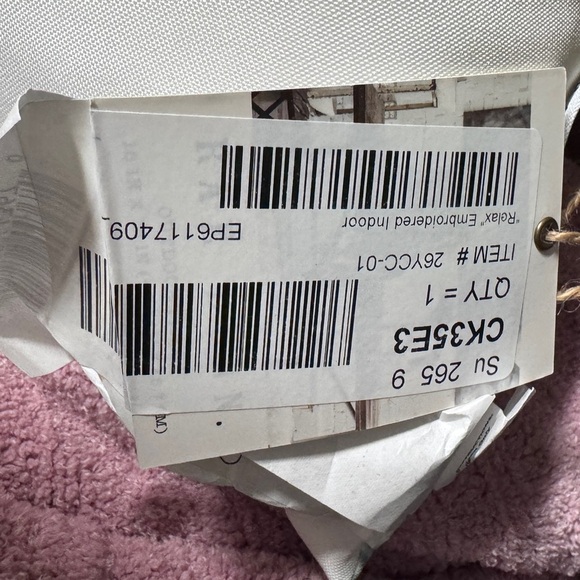 Su 265 9
CK35E3
QTY = 1
ITEM # 26YCC-01
"Relax" Embroidered Indoor
EP6117409